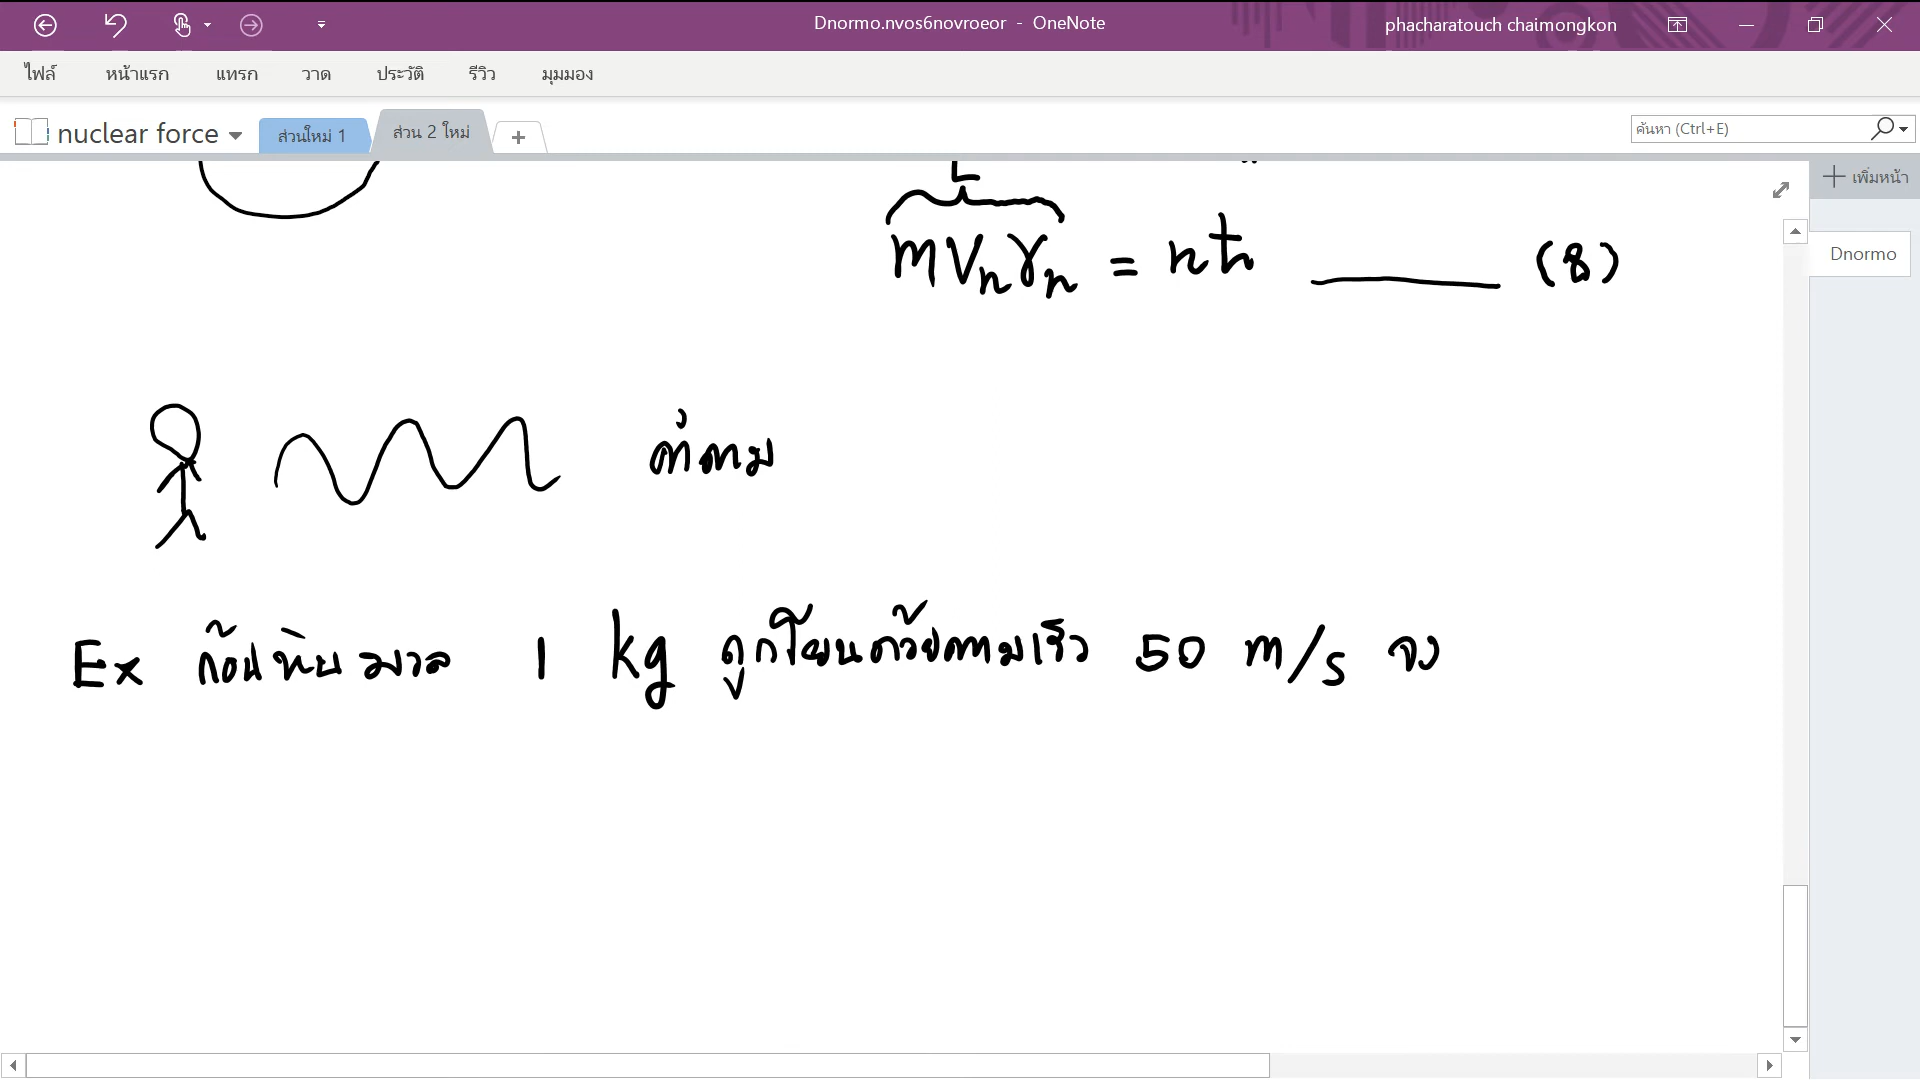 Dnormo.nvos6novroeor - OneNote
phacharatouch chaimongkon
ไฟล์ หน้าแรก แทรก วาด ประวัติ รีวิว มุมมอง
nuclear force ส่วนใหม่ 1 ส่วน 2 ใหม่
ค้นหา (Ctrl+E)
เพิ่มหน้า
Dnormo
L
mVₙrₙ = nħ (8)
คำถาม
Ex ก้อนหินมวล 1 kg ถูกโยนด้วยความเร็ว 50 m/s จง